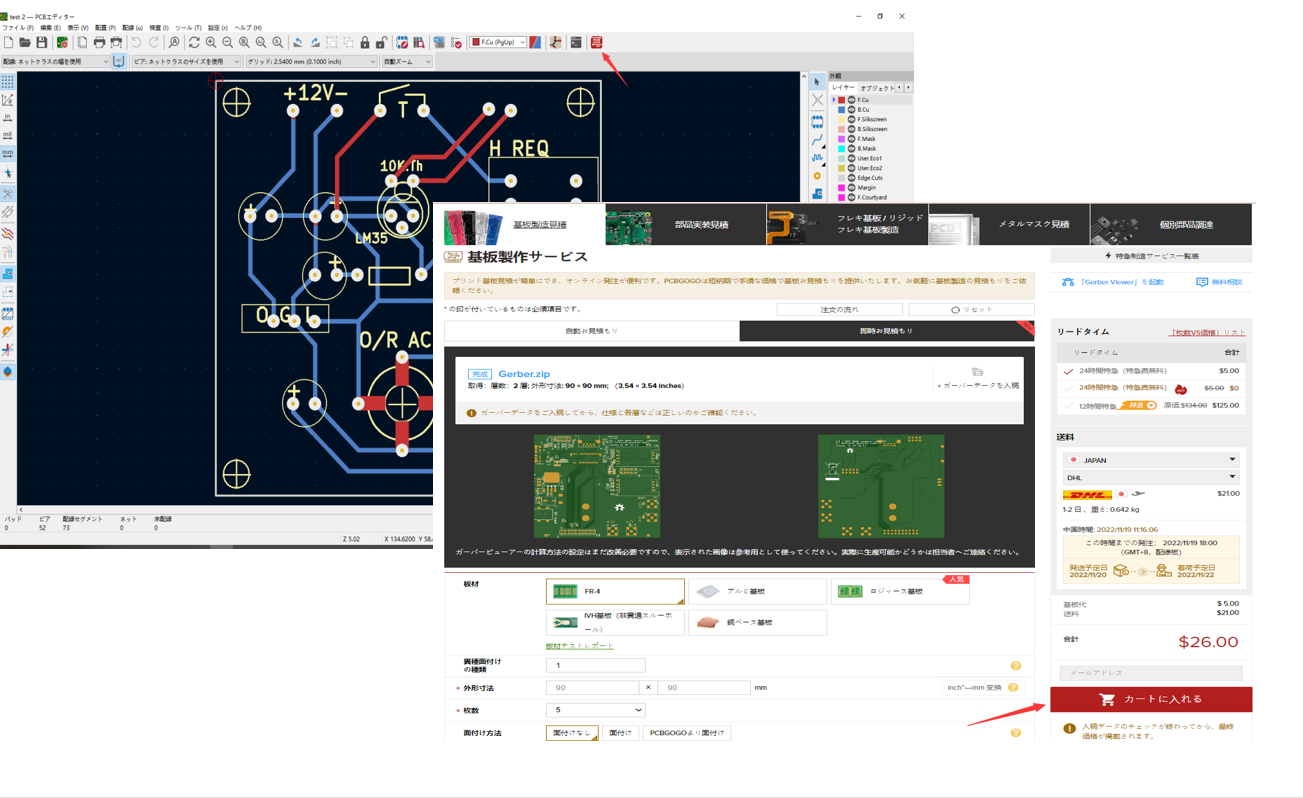 test 2 — PCBエディター
ファイル (F) 編集 (E) 表示 (V) 配置 (P) 配線 (u) 検査 (I) ツール (T) 設定 (r) ヘルプ (H)
F.Cu (PgUp)
配線: ネットクラスの幅を使用 ビア: ネットクラスのサイズを使用 グリッド: 2.5400 mm (0.1000 inch) 自動ズーム
in
mil
mm
+12V-
T
H REQ
10K.Th
LM35
O G L
O/R AC
外観
レイヤー オブジェクト
F.Cu
B.Cu
F.Silkscreen
B.Silkscreen
F.Mask
B.Mask
User.Eco1
User.Eco2
Edge.Cuts
Margin
F.Courtyard
パッド ビア 配線セグメント ネット 未配線
0 52 73 0 0
Z 5.02 X 134.6200 Y 58.
基板製造見積
部品実装見積
フレキ基板 / リジッド
フレキ基板製造
メタルマスク見積
個別部品調達
基板製作サービス
プリント基板見積が簡単にでき、オンライン発注が便利です。PCBGOGOは短納期で手頃な価格で基板お見積もりを提供いたします。お気軽に基板製造の見積もりをご依
頼ください。
* の印が付いているものは必須項目です。
注文の流れ
リセット
自動お見積もり
即時お見積もり
完成 Gerber.zip
取得: 層数: 2 層; 外形寸法: 90 × 90 mm; (3.54 × 3.54 inches)
+ ガーバーデータを入稿
ガーバーデータをご入稿してから、仕様と各層などは正しいのかご確認ください。
ガーバービューアーの計算方法の設定はまだ改善必要ですので、表示された画像は参考用として使ってください。実際に生産可能かどうかは担当者へご連絡ください。
板材
FR-4
アルミ基板
ロジャース基板
人気
IVH基板（非貫通スルーホ
ール）
銅ベース基板
板材テストレポート
異種面付け
の種類
1
* 外形寸法
90 × 90 mm
inch"↔mm 変換
* 枚数
5
面付け方法
面付けなし
面付け
PCBGOGOより面付け
特急制造サービス一覧表
「Gerber Viewer」を起動
無料相談
リードタイム
「枚数VS価格」リスト
リードタイム 合計
24時間特急（特急費無料） $5.00
24時間特急（特急費無料） $5.00 $0
12時間特急 特急 原価:$134.00 $125.00
送料
JAPAN
DHL
DHL $21.00
1-2 日 , 重さ: 0.642 kg
中国時間: 2022/11/19 11:16:06
この時間までの発注: 2022/11/19 18:00
(GMT+8、配線板)
発送予定日
2022/11/20
着荷予定日
2022/11/22
基板代 $ 5.00
送料 $21.00
合計 $26.00
メールアドレス
カートに入れる
入稿データのチェックが終わってから、最終
価格が掲載されます。